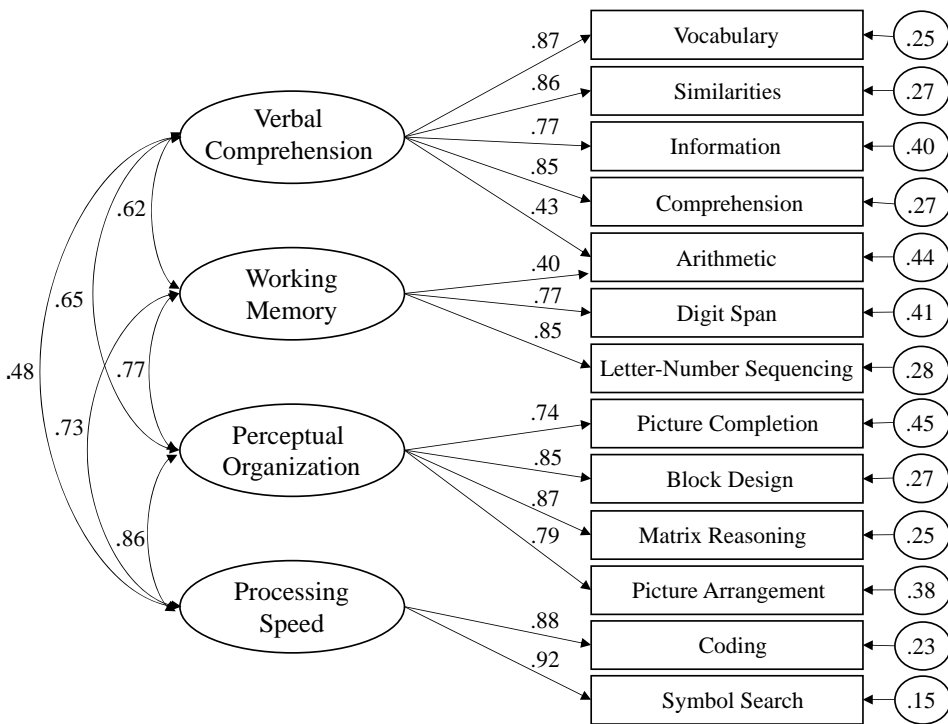 .87
Vocabulary
.25
.86
Similarities
.27
Verbal
Comprehension
.77
Information
.40
.85
Comprehension
.27
.62
.43
Arithmetic
.44
Working
Memory
.40
.77
Digit Span
.41
.65
.85
Letter-Number Sequencing
.28
.48
.77
.73
Perceptual
Organization
.74
Picture Completion
.45
.85
Block Design
.27
.87
Matrix Reasoning
.25
.86
.79
Picture Arrangement
.38
Processing
Speed
.88
Coding
.23
.92
Symbol Search
.15